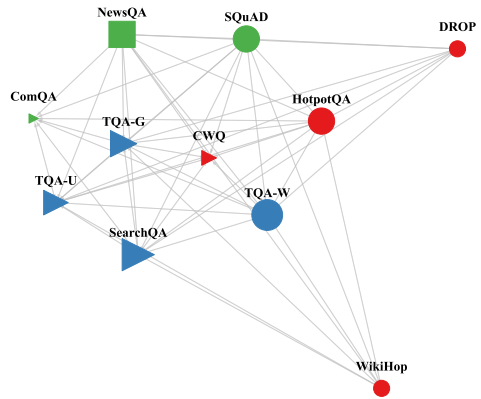 NewsQA
SQuAD
DROP
ComQA
HotpotQA
TQA-G
CWQ
TQA-U
TQA-W
SearchQA
WikiHop